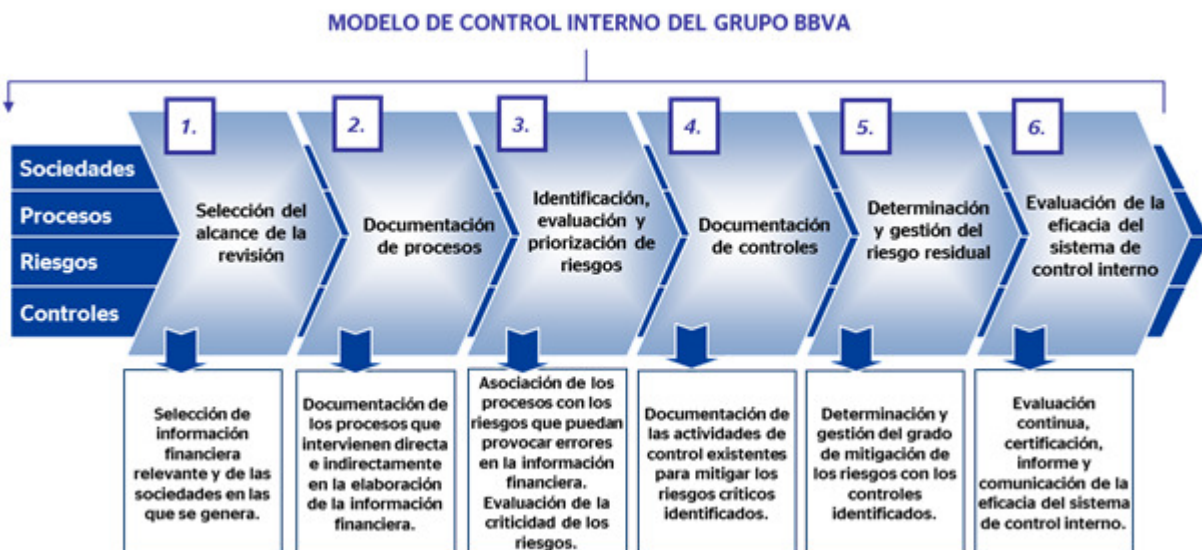 MODELO DE CONTROL INTERNO DEL GRUPO BBVA
Sociedades
Procesos
Riesgos
Controles
1.
Selección del
alcance de la
revisión
2.
Documentación
de procesos
3.
Identificación,
evaluación y
priorización de
riesgos
4.
Documentación
de controles
5.
Determinación
y gestión del
riesgo residual
6.
Evaluación de la
eficacia del
sistema de
control interno
Selección de
información
financiera
relevante y de las
sociedades en las
que se genera.
Documentación de
los procesos que
intervienen directa
e indirectamente
en la elaboración
de la información
financiera.
Asociación de los
procesos con los
riesgos que puedan
provocar errores
en la información
financiera.
Evaluación de la
criticidad de los
riesgos.
Documentación de
las actividades de
control existentes
para mitigar los
riesgos críticos
identificados.
Determinación y
gestión del grado
de mitigación de
los riesgos con los
controles
identificados.
Evaluación
continua,
certificación,
informe y
comunicación de la
eficacia del sistema
de control interno.